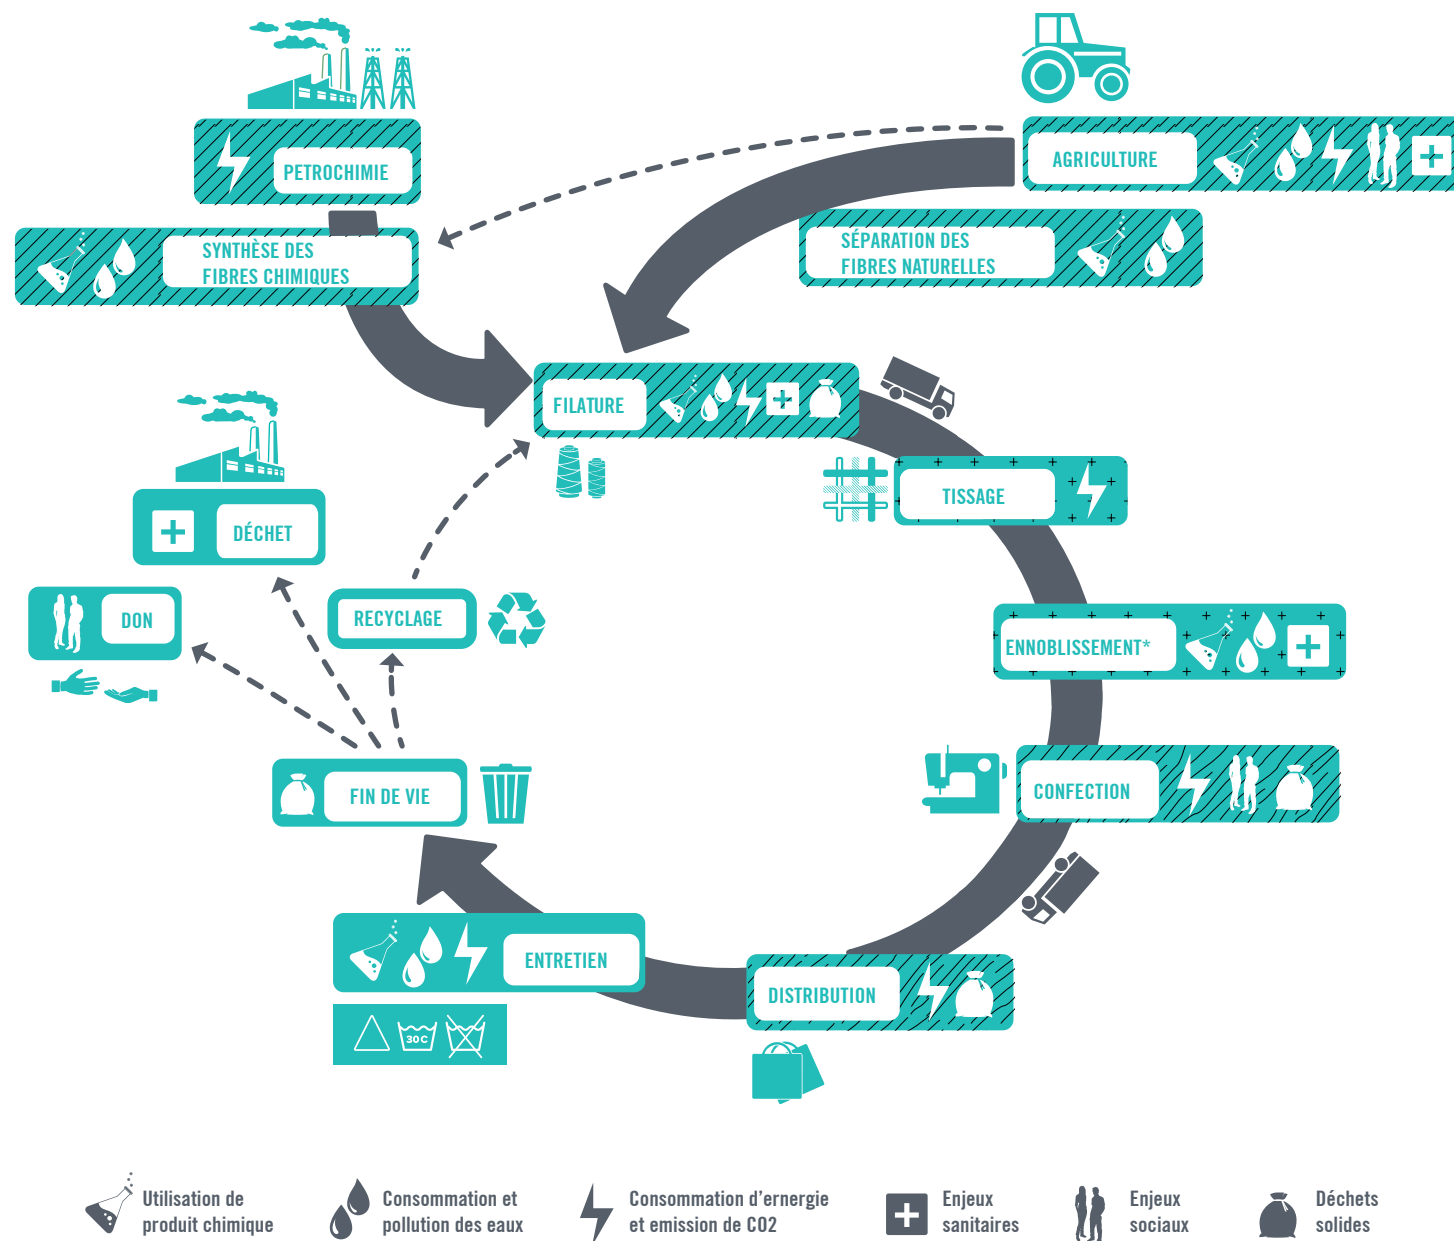 PETROCHIMIE
AGRICULTURE
SYNTHÈSE DES
FIBRES CHIMIQUES
SÉPARATION DES
FIBRES NATURELLES
FILATURE
TISSAGE
DÉCHET
DON
RECYCLAGE
ENNOBLISSEMENT*
FIN DE VIE
CONFECTION
ENTRETIEN
DISTRIBUTION
30C
Utilisation de
produit chimique
Consommation et
pollution des eaux
Consommation d'ernergie
et emission de CO2
Enjeux
sanitaires
Enjeux
sociaux
Déchets
solides